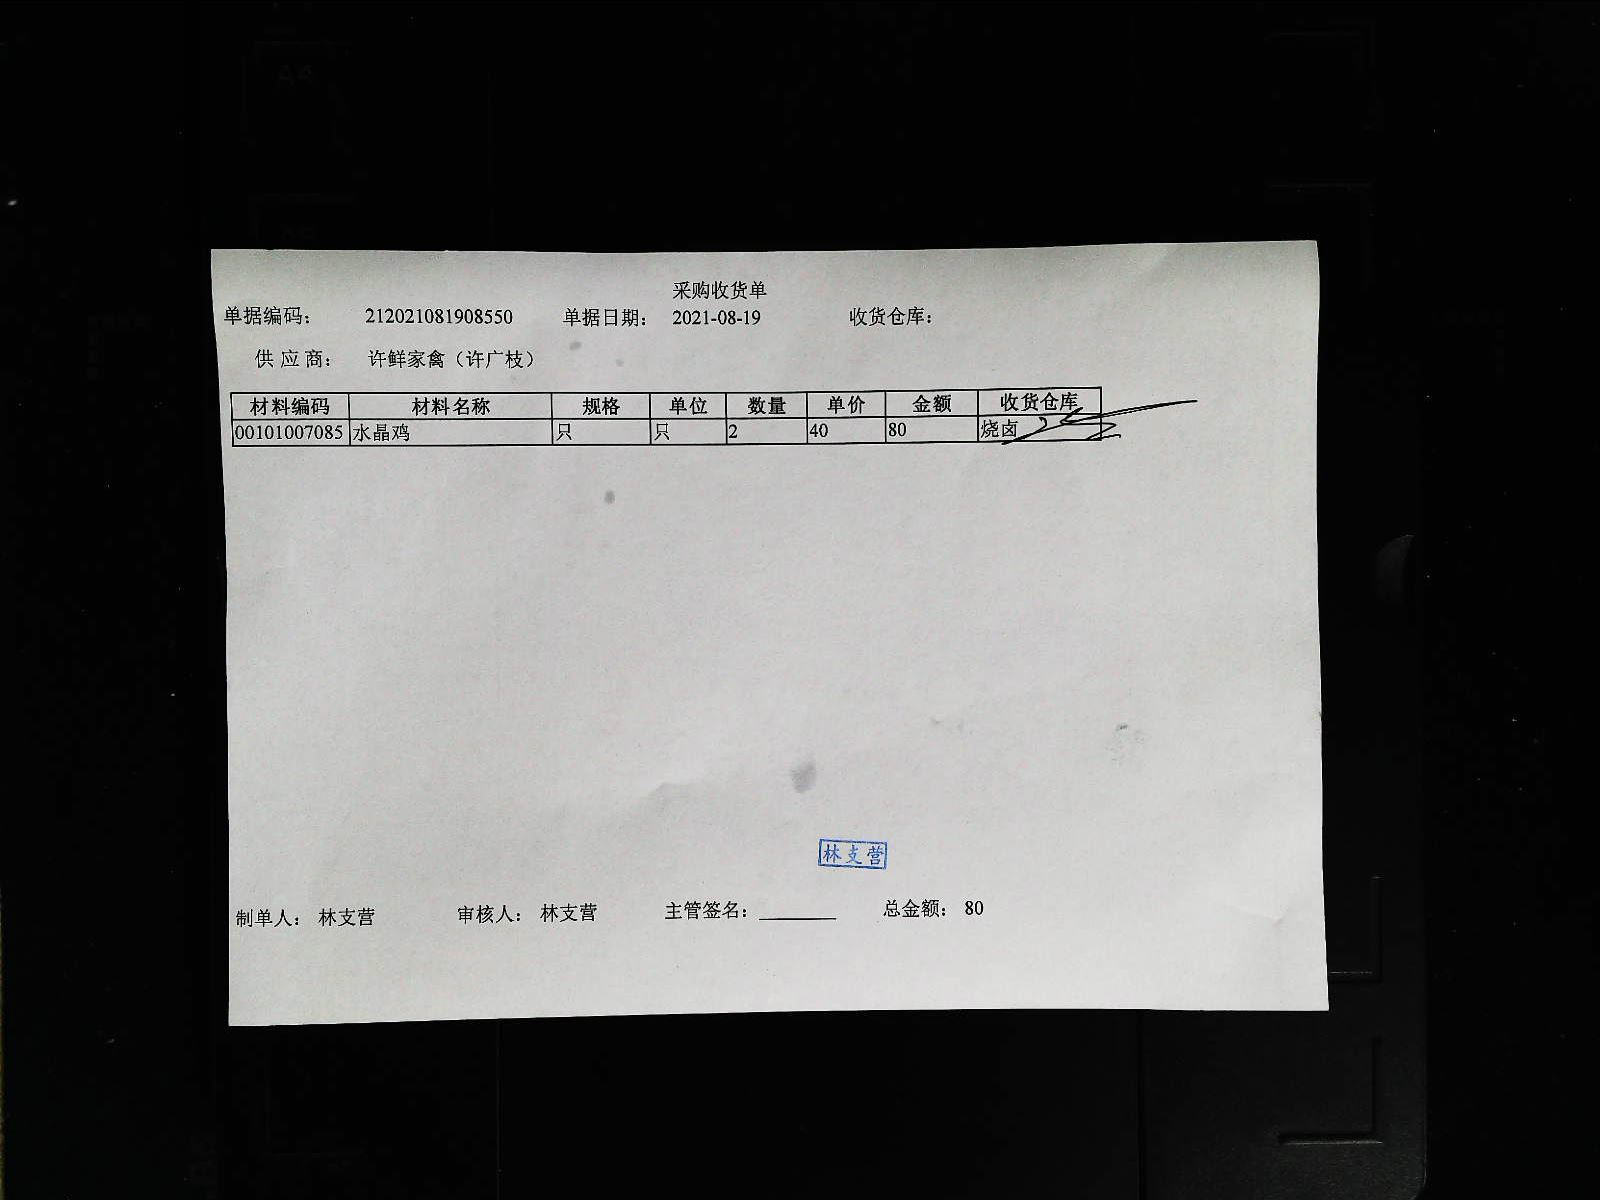 采购收货单
单据编码: 212021081908550 单据日期: 2021-08-19 收货仓库:
供应商: 许鲜家禽（许广枝）
材料编码 材料名称 规格 单位 数量 单价 金额 收货仓库
00101007085 水晶鸡 只 只 2 40 80 烧卤
林支营
制单人: 林支营 审核人: 林支营 主管签名: 总金额: 80